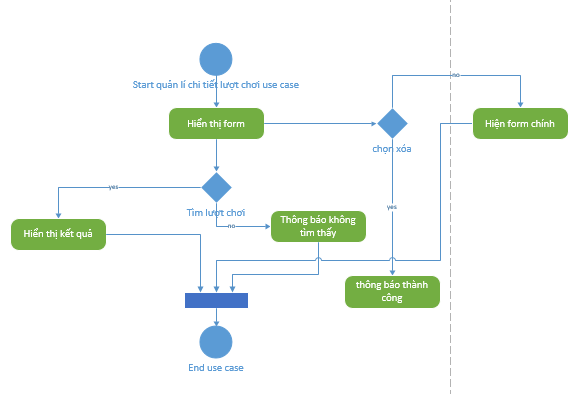 Start quản lí chi tiết lượt chơi use case
no
Hiển thị form
Hiện form chính
chọn xóa
yes
Tìm lượt chơi
yes
no
Thông báo không
tìm thấy
Hiển thị kết quả
thông báo thành
công
End use case